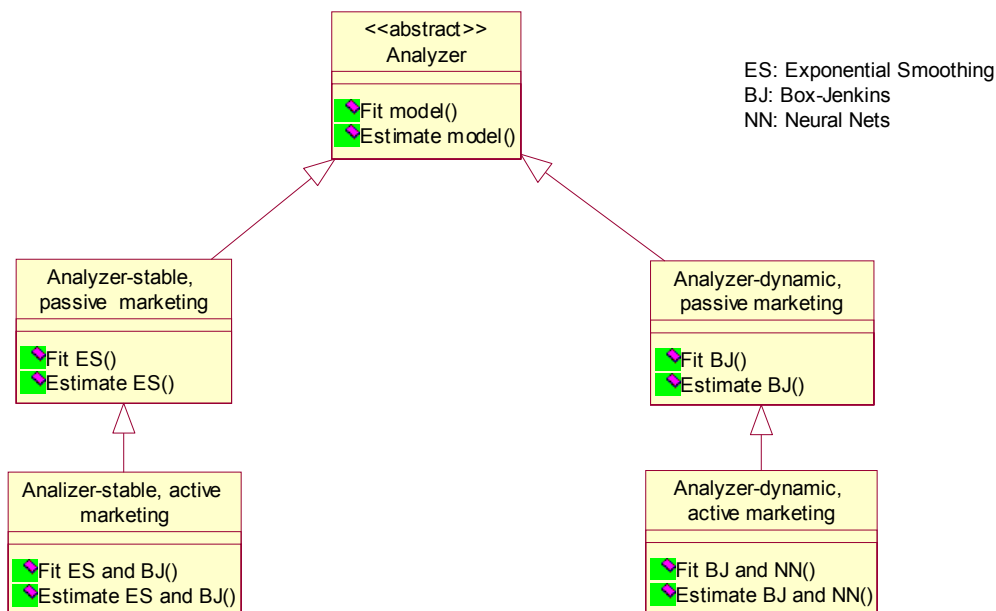 <<abstract>>
Analyzer
Fit model()
Estimate model()
ES: Exponential Smoothing
BJ: Box-Jenkins
NN: Neural Nets
Analyzer-stable,
passive marketing
Fit ES()
Estimate ES()
Analyzer-dynamic,
passive marketing
Fit BJ()
Estimate BJ()
Analizer-stable, active
marketing
Fit ES and BJ()
Estimate ES and BJ()
Analyzer-dynamic,
active marketing
Fit BJ and NN()
Estimate BJ and NN()